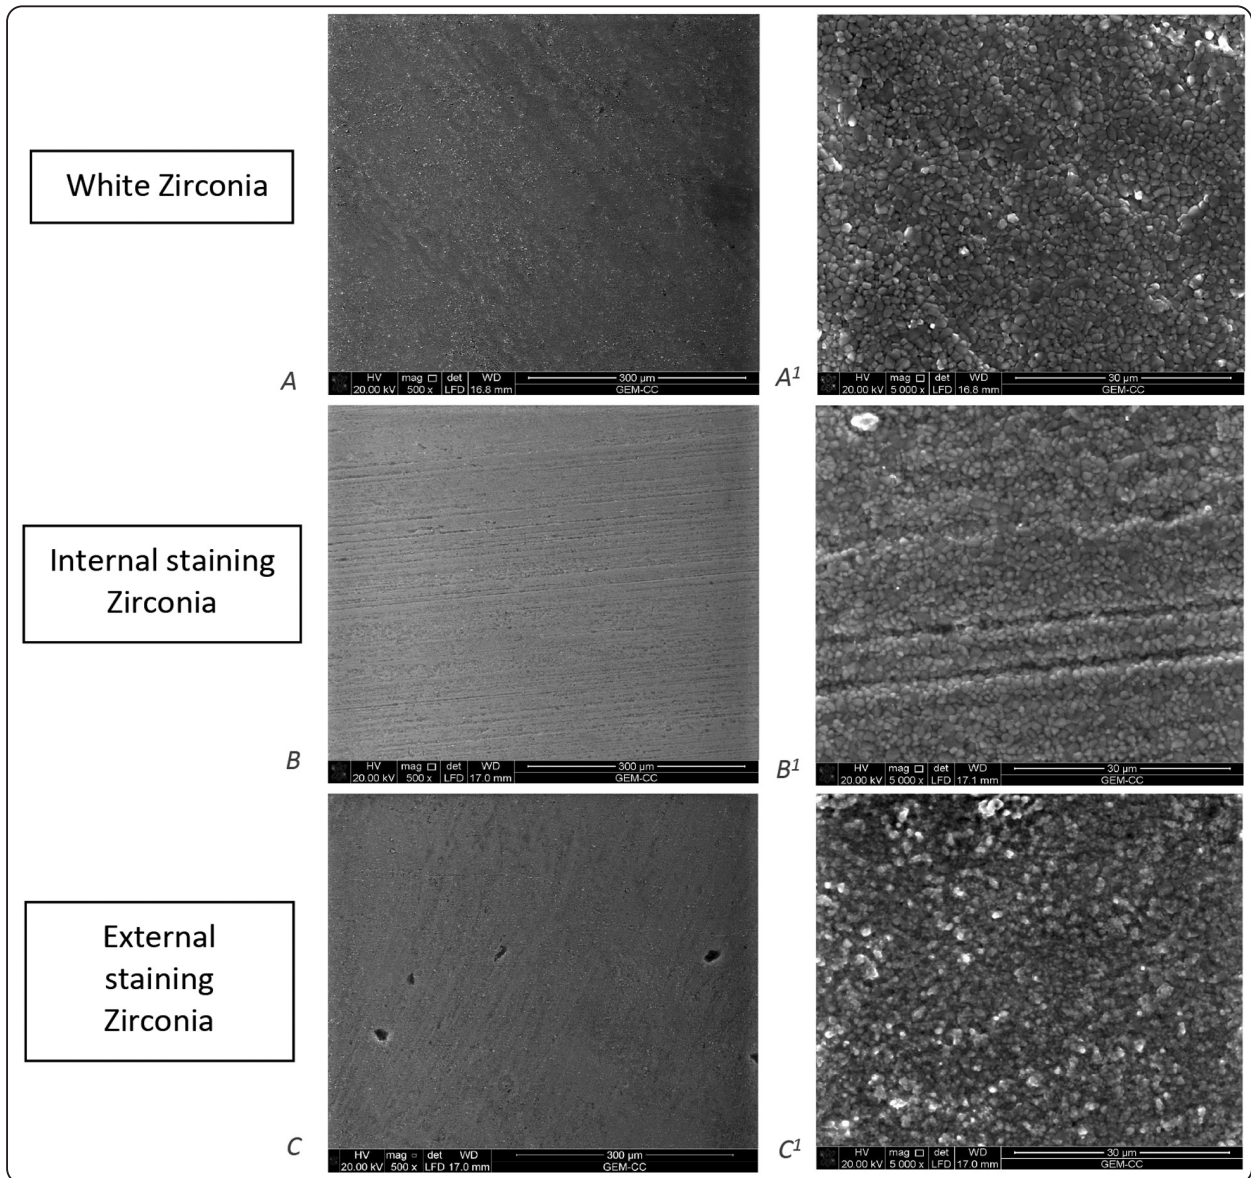 White Zirconia
A
HV mag det WD 300 µm
20.00 kV 500 x LFD 16.8 mm GEM-CC
A¹
HV mag det WD 30 µm
20.00 kV 5 000 x LFD 16.8 mm GEM-CC
Internal staining
Zirconia
B
HV mag det WD 300 µm
20.00 kV 500 x LFD 17.0 mm GEM-CC
B¹
HV mag det WD 30 µm
20.00 kV 5 000 x LFD 17.1 mm GEM-CC
External
staining
Zirconia
C
HV mag det WD 300 µm
20.00 kV 500 x LFD 17.0 mm GEM-CC
C¹
HV mag det WD 30 µm
20.00 kV 5 000 x LFD 17.0 mm GEM-CC